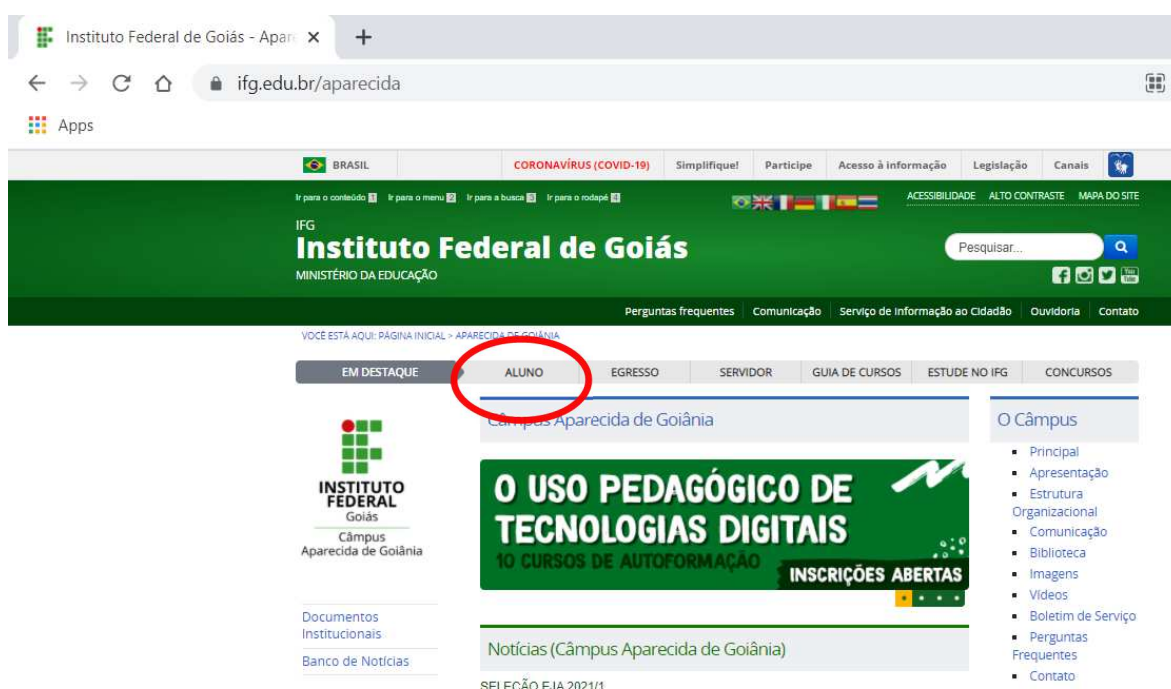 Instituto Federal de Goiás - Apare
ifg.edu.br/aparecida
Apps
BRASIL
CORONAVÍRUS (COVID-19) Simplifique! Participe Acesso à informação Legislação Canais
Ir para o conteúdo 1 Ir para o menu 2 Ir para a busca 3 Ir para o rodapé 4
ACESSIBILIDADE ALTO CONTRASTE MAPA DO SITE
IFG
Instituto Federal de Goiás
MINISTÉRIO DA EDUCAÇÃO
Pesquisar...
You Tube
Perguntas frequentes Comunicação Serviço de Informação ao Cidadão Ouvidoria Contato
VOCÊ ESTÁ AQUI: PÁGINA INICIAL > APARECIDA DE GOIÂNIA
EM DESTAQUE ALUNO EGRESSO SERVIDOR GUIA DE CURSOS ESTUDE NO IFG CONCURSOS
INSTITUTO
FEDERAL
Goiás
Câmpus
Aparecida de Goiânia
Documentos
Institucionais
Banco de Notícias
Câmpus Aparecida de Goiânia
O USO PEDAGÓGICO DE
TECNOLOGIAS DIGITAIS
10 CURSOS DE AUTOFORMAÇÃO
INSCRIÇÕES ABERTAS
Notícias (Câmpus Aparecida de Goiânia)
SELEÇÃO EJA 2021/1
O Câmpus
Principal
Apresentação
Estrutura
Organizacional
Comunicação
Biblioteca
Imagens
Vídeos
Boletim de Serviço
Perguntas
Frequentes
Contato